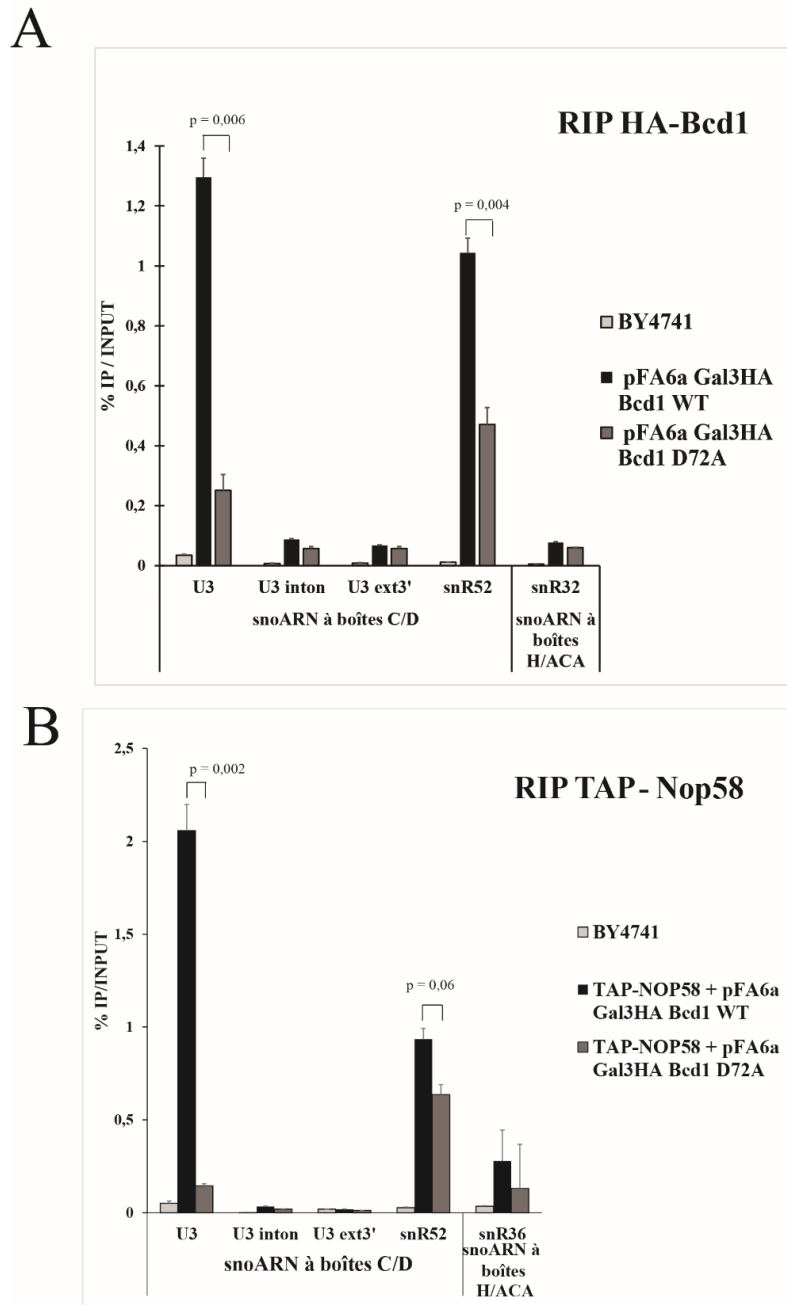 A
RIP HA-Bcd1
p = 0,006
p = 0,004
1,4
1,2
1
0,8
0,6
0,4
0,2
0
% IP / INPUT
BY4741
pFA6a Gal3HA
Bcd1 WT
pFA6a Gal3HA
Bcd1 D72A
U3
U3 inton
U3 ext3'
snR52
snR32
snoARN à boîtes C/D
snoARN à
boîtes
H/ACA
B
RIP TAP - Nop58
p = 0,002
p = 0,06
2,5
2
1,5
1
0,5
0
% IP/INPUT
BY4741
TAP-NOP58 + pFA6a
Gal3HA Bcd1 WT
TAP-NOP58 + pFA6a
Gal3HA Bcd1 D72A
U3
U3 inton
U3 ext3'
snR52
snR36
snoARN à boîtes C/D
snoARN à
boîtes
H/ACA